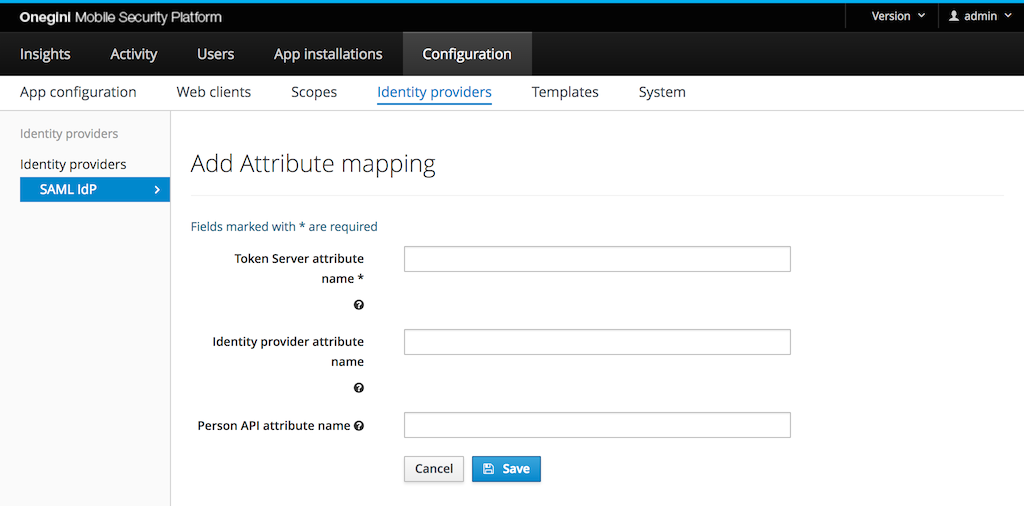 Onegini Mobile Security Platform
Version
admin
Insights
Activity
Users
App installations
Configuration
App configuration
Web clients
Scopes
Identity providers
Templates
System
Identity providers
Identity providers
SAML IdP
Add Attribute mapping
Fields marked with * are required
Token Server attribute
name *
Identity provider attribute
name
Person API attribute name
Cancel
Save